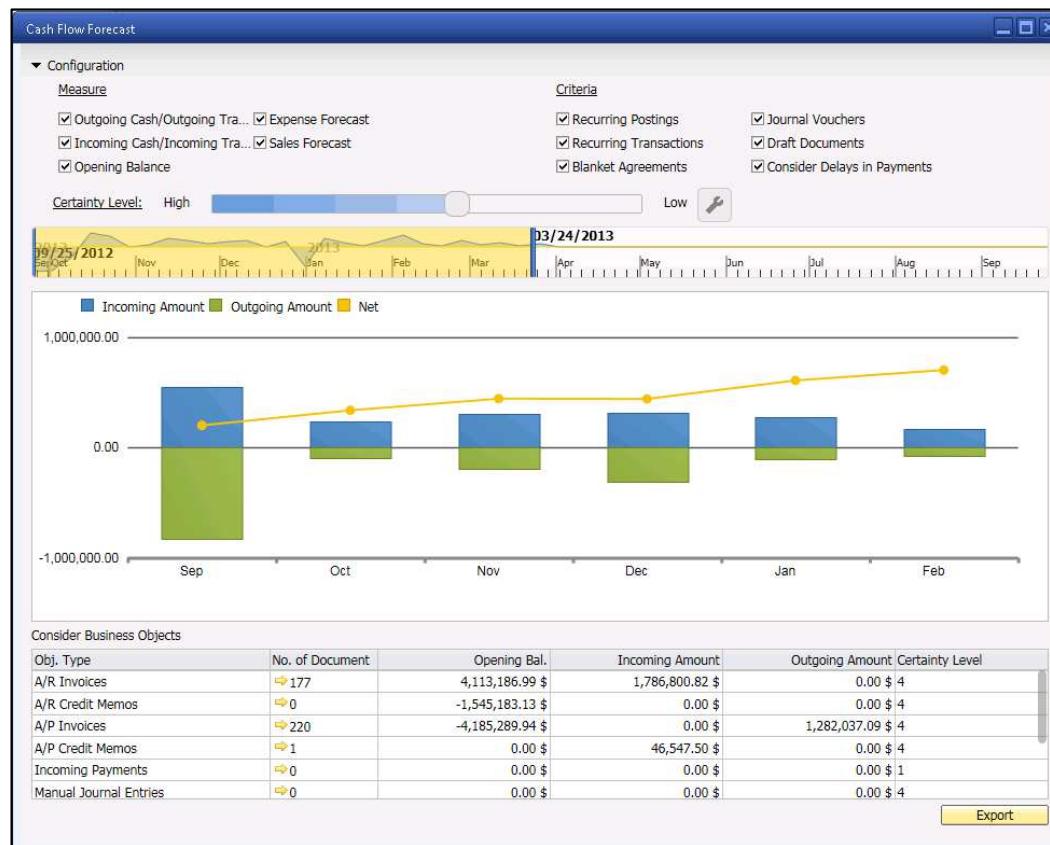 Cash Flow Forecast
Configuration
Measure Criteria
Outgoing Cash/Outgoing Tra... Expense Forecast Recurring Postings Journal Vouchers
Incoming Cash/Incoming Tra... Sales Forecast Recurring Transactions Draft Documents
Opening Balance Blanket Agreements Consider Delays in Payments
Certainty Level: High Low
2012 2013 03/24/2013
09/25/2012
Sep Oct Nov Dec Jan Feb Mar Apr May Jun Jul Aug Sep
Incoming Amount Outgoing Amount Net
1,000,000.00
0.00
-1,000,000.00
Sep Oct Nov Dec Jan Feb
Consider Business Objects
Obj. Type No. of Document Opening Bal. Incoming Amount Outgoing Amount Certainty Level
A/R Invoices 177 4,113,186.99 $ 1,786,800.82 $ 0.00 $ 4
A/R Credit Memos 0 -1,545,183.13 $ 0.00 $ 0.00 $ 4
A/P Invoices 220 -4,185,289.94 $ 0.00 $ 1,282,037.09 $ 4
A/P Credit Memos 1 0.00 $ 46,547.50 $ 0.00 $ 4
Incoming Payments 0 0.00 $ 0.00 $ 0.00 $ 1
Manual Journal Entries 0 0.00 $ 0.00 $ 0.00 $ 4
Export